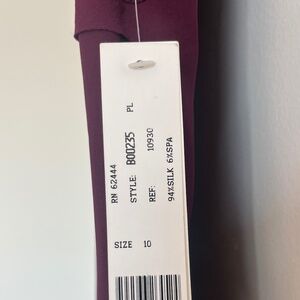 RN 62444
STYLE: B00235 PL
REF: 10930
94%SILK 6%SPA
SIZE 10